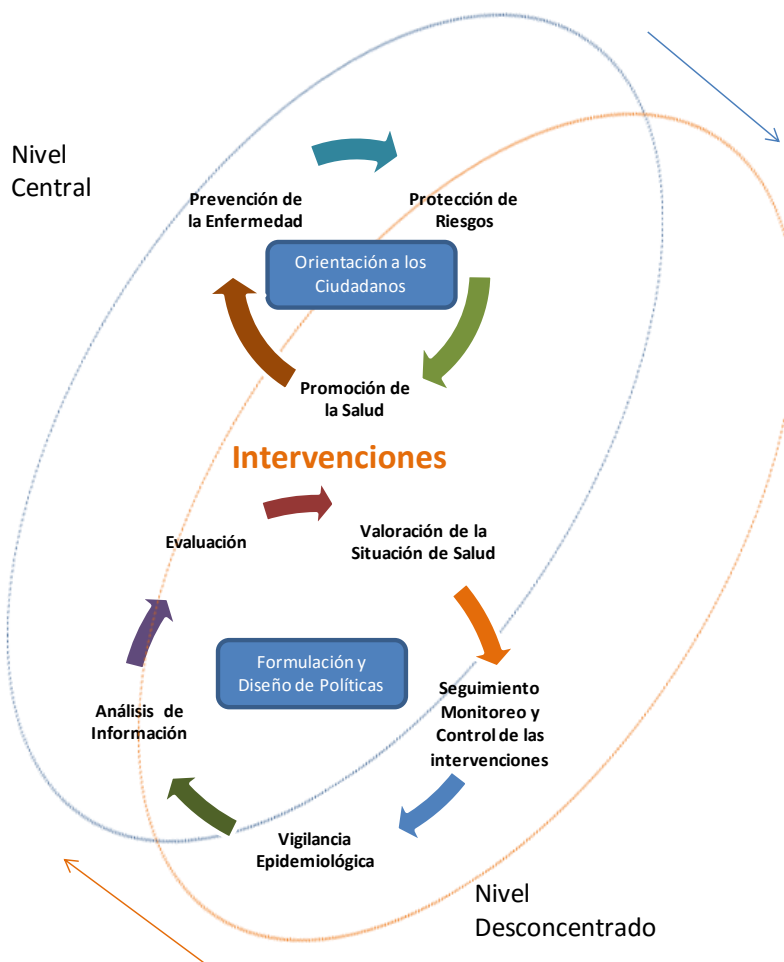 Nivel
Central
Prevención de
la Enfermedad
Protección de
Riesgos
Orientación a los
Ciudadanos
Promoción de
la Salud
Intervenciones
Evaluación
Valoración de la
Situación de Salud
Formulación y
Diseño de Políticas
Análisis de
Información
Seguimiento
Monitoreo y
Control de las
intervenciones
Vigilancia
Epidemiológica
Nivel
Desconcentrado